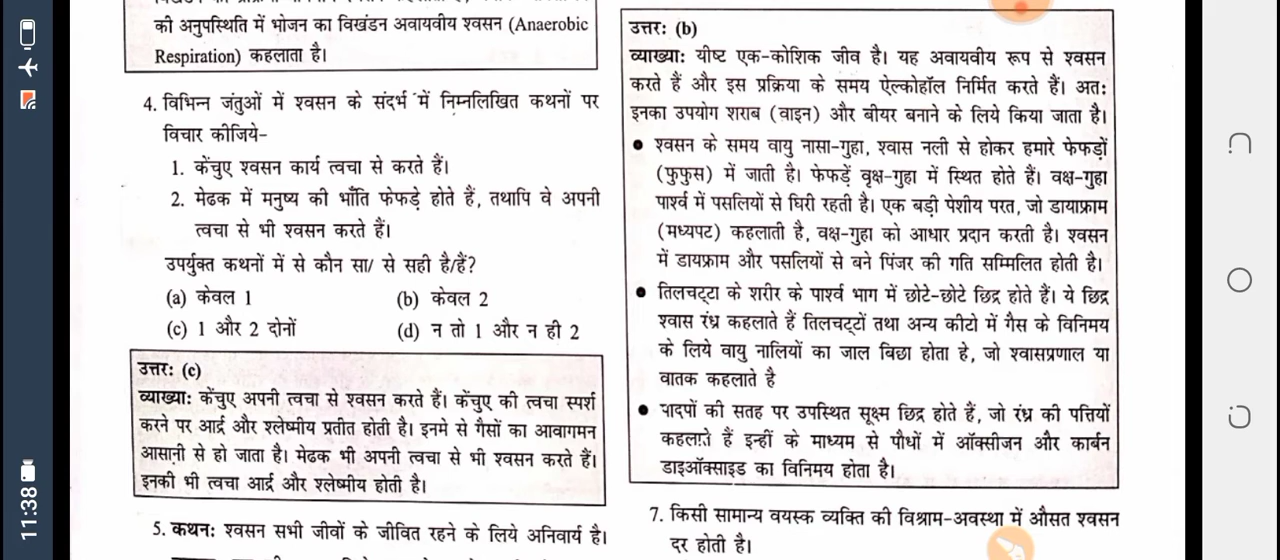 की अनुपस्थिति में भोजन का विखंडन अवायवीय श्वसन (Anaerobic
Respiration) कहलाता है।
4. विभिन्न जंतुओं में श्वसन के संदर्भ में निम्नलिखित कथनों पर
विचार कीजिये-
1. केंचुए श्वसन कार्य त्वचा से करते हैं।
2. मेढक में मनुष्य की भाँति फेफड़े होते हैं, तथापि वे अपनी
त्वचा से भी श्वसन करते हैं।
उपर्युक्त कथनों में से कौन सा/ से सही है/हैं?
(a) केवल 1 (b) केवल 2
(c) 1 और 2 दोनों (d) न तो 1 और न ही 2
उत्तर: (c)
व्याख्या: केंचुए अपनी त्वचा से श्वसन करते हैं। केंचुए की त्वचा स्पर्श
करने पर आर्द्र और श्लेष्मीय प्रतीत होती है। इनमे से गैसों का आवागमन
आसानी से हो जाता है। मेढक भी अपनी त्वचा से भी श्वसन करते हैं।
इनकी भी त्वचा आर्द्र और श्लेष्मीय होती है।
5. कथन: श्वसन सभी जीवों के जीवित रहने के लिये अनिवार्य है।
उत्तर: (b)
व्याख्या: यीष्ट एक-कोशिक जीव है। यह अवायवीय रूप से श्वसन
करते हैं और इस प्रक्रिया के समय ऐल्कोहॉल निर्मित करते हैं। अत:
इनका उपयोग शराब (वाइन) और बीयर बनाने के लिये किया जाता है।
● श्वसन के समय वायु नासा-गुहा, श्वास नली से होकर हमारे फेफड़ों
(फुफुस) में जाती है। फेफड़ें वृक्ष-गुहा में स्थित होते हैं। वक्ष-गुहा
पार्श्व में पसलियों से घिरी रहती है। एक बड़ी पेशीय परत, जो डायाफ्राम
(मध्यपट) कहलाती है, वक्ष-गुहा को आधार प्रदान करती है। श्वसन
में डायफ्राम और पसलियों से बने पिंजर की गति सम्मिलित होती है।
● तिलचट्टा के शरीर के पार्श्व भाग में छोटे-छोटे छिद्र होते हैं। ये छिद्र
श्वास रंध्र कहलाते हैं तिलचट्टों तथा अन्य कीटो में गैस के विनिमय
के लिये वायु नालियों का जाल बिछा होता हे, जो श्वासप्रणाल या
वातक कहलाते है
● पादपों की सतह पर उपस्थित सूक्ष्म छिद्र होते हैं, जो रंध्र की पत्तियों
कहलाते हैं इन्हीं के माध्यम से पौधों में ऑक्सीजन और कार्बन
डाइऑक्साइड का विनिमय होता है।
7. किसी सामान्य वयस्क व्यक्ति की विश्राम-अवस्था में औसत श्वसन
दर होती है।
11:38